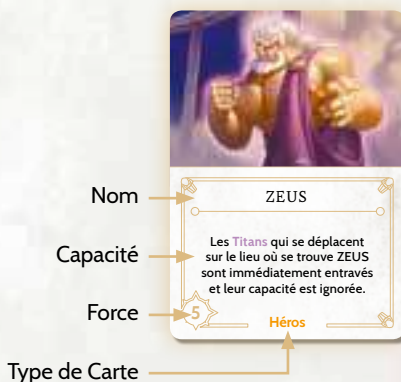 Nom
ZEUS
Capacité
Les Titans qui se déplacent
sur le lieu où se trouve ZEUS
sont immédiatement entravés
et leur capacité est ignorée.
Force
5
Héros
Type de Carte